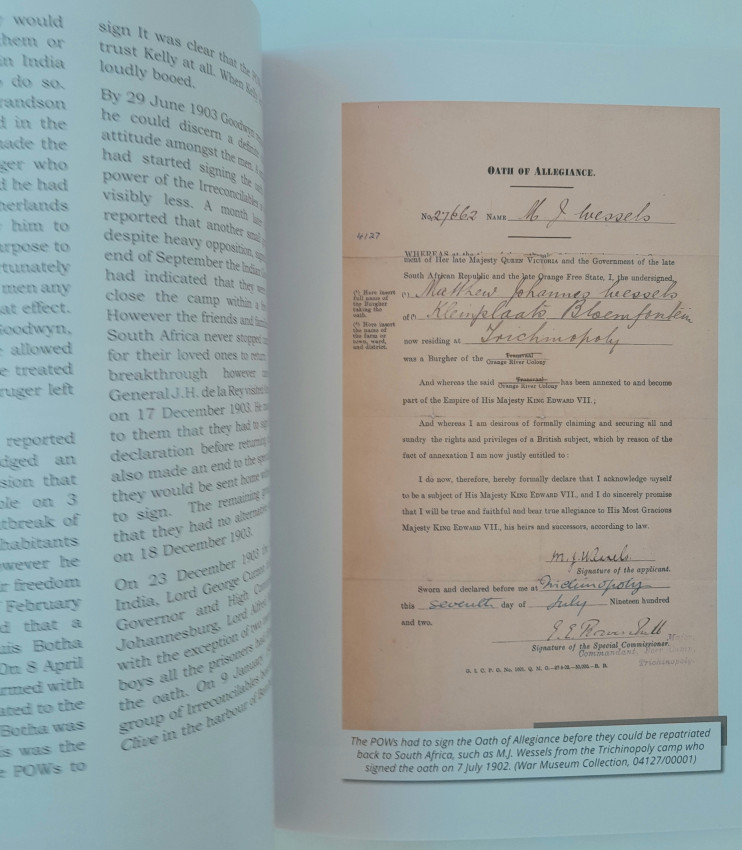 would
them or
in India
do so.
randson
d in the
made the
ger who
d he had
herlands
him to
urpose to
rtunately
men any
at effect.
Goodwyn,
allowed
e treated
ruger left
reported
dged an
sion that
ble on 3
tbreak of
habitants
owever he
r freedom
February
d that a
uis Botha
On 8 April
rmed with
ated to the
Botha was
is was the
POWs to
sign It was clear that the
trust Kelly at all. When Kelly
loudly booed.
By 29 June 1903 Goodwyn
he could discern a
attitude amongst the men.
had started signing the
power of the Irreconcilables
visibly less. A month
reported that another small
despite heavy opposition,
end of September the Indian
had indicated that they
close the camp within a
However the friends and
South Africa never stopped
for their loved ones to return
breakthrough however
General J.H. de la Rey visited
on 17 December 1903. He
to them that they had to
declaration before returning
also made an end to the
they would be sent home
to sign. The remaining
that they had no alternative
on 18 December 1903.
On 23 December 1903
India, Lord George Curzon
Governor and High
Johannesburg, Lord Alfred
with the exception of two
boys all the prisoners had
the oath. On 9 January
group of Irreconcilables
Clive in the harbour of
OATH OF ALLEGIANCE.
No. 27662 NAME M J Wessels
4127
WHEREAS
ment of Her late Majesty QUEEN VICTORIA and the Government of the late
South African Republic and the late Orange Free State, I, the undersigned,
(¹) Here insert full name of the Burgher taking the oath.
(¹) Matthew Johannes Wessels
(²) Here insert the name of the farm or town, ward, and district.
of (²) Klemplaats Bloemfontein
now residing at Trichinopoly
was a Burgher of the Transvaal Orange River Colony
And whereas the said Transvaal Orange River Colony has been annexed to and become
part of the Empire of His Majesty KING EDWARD VII.,
And whereas I am desirous of formally claiming and securing all and
sundry the rights and privileges of a British subject, which by reason of the
fact of annexation I am now justly entitled to:
I do now, therefore, hereby formally declare that I acknowledge myself
to be a subject of His Majesty KING EDWARD VII., and I do sincerely promise
that I will be true and faithful and bear true allegiance to His Most Gracious
Majesty KING EDWARD VII., his heirs and successors, according to law.
M. J. Wessels
Signature of the applicant.
Sworn and declared before me at Trichinopoly
this seventh day of July Nineteen hundred
and two.
Signature of the Special Commissioner.
Commandant,
Trichinopoly
The POWs had to sign the Oath of Allegiance before they could be repatriated
back to South Africa, such as M.J. Wessels from the Trichinopoly camp who
signed the oath on 7 July 1902. (War Museum Collection, 04127/00001)